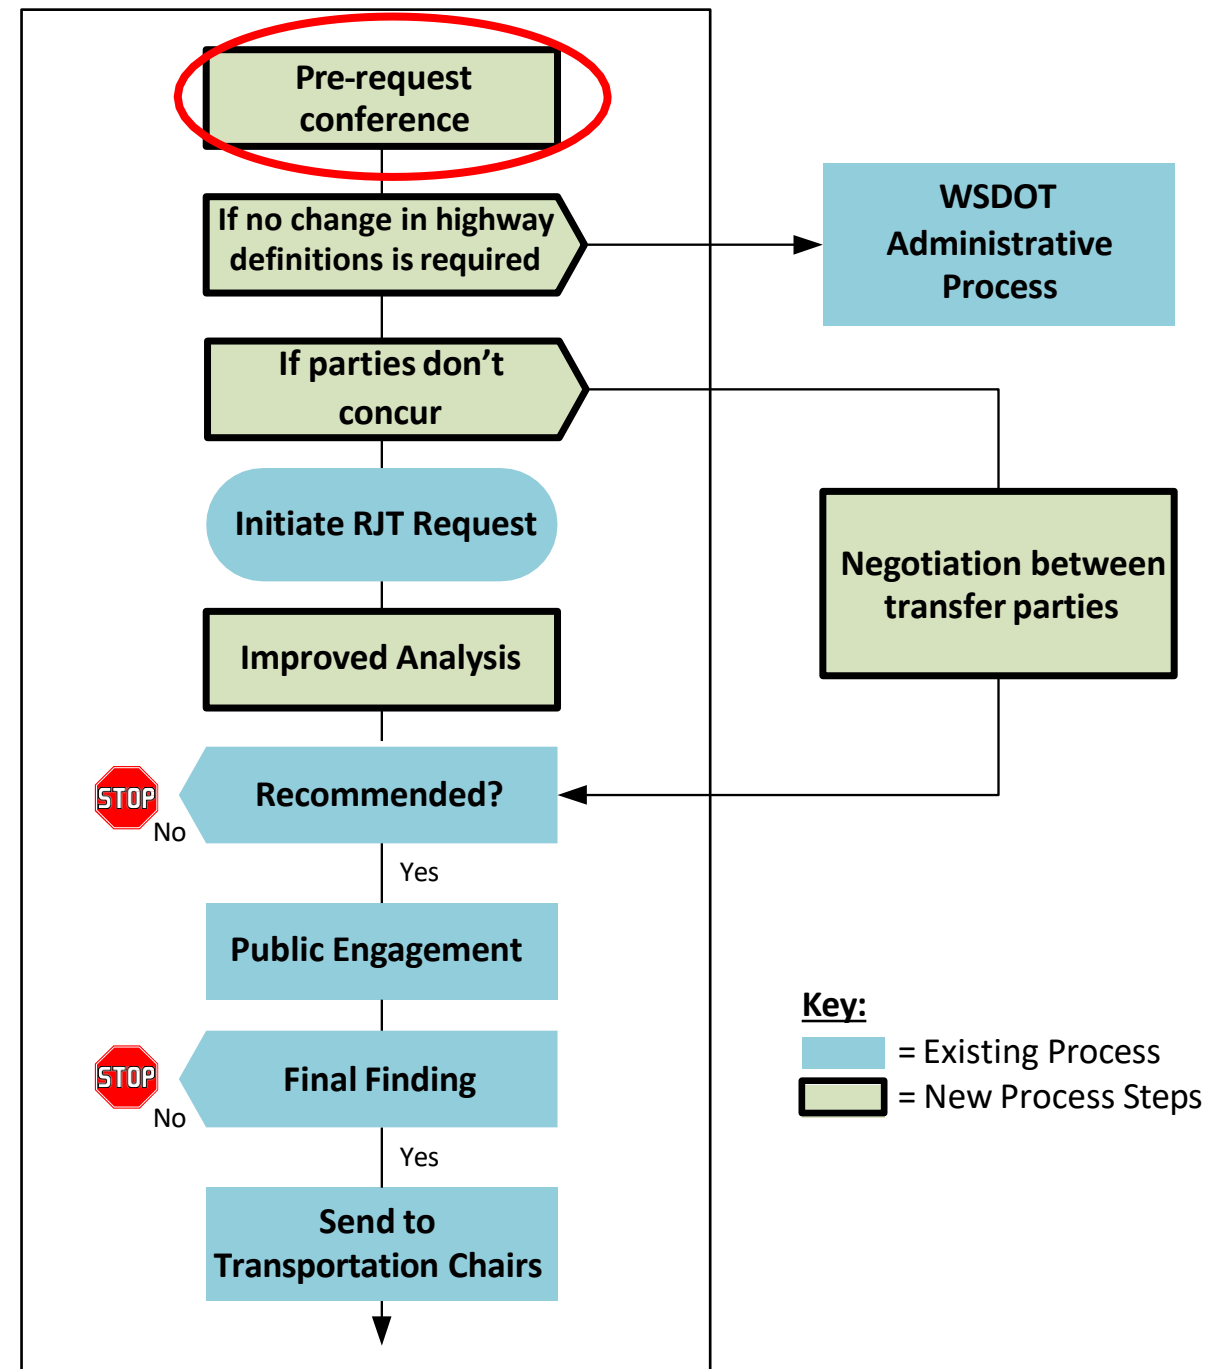 Pre-request
conference
If no change in highway
definitions is required
WSDOT
Administrative
Process
If parties don’t
concur
Initiate RJT Request
Negotiation between
transfer parties
Improved Analysis
Recommended?
STOP
No
Yes
Public Engagement
Final Finding
STOP
No
Yes
Send to
Transportation Chairs
Key:
= Existing Process
= New Process Steps